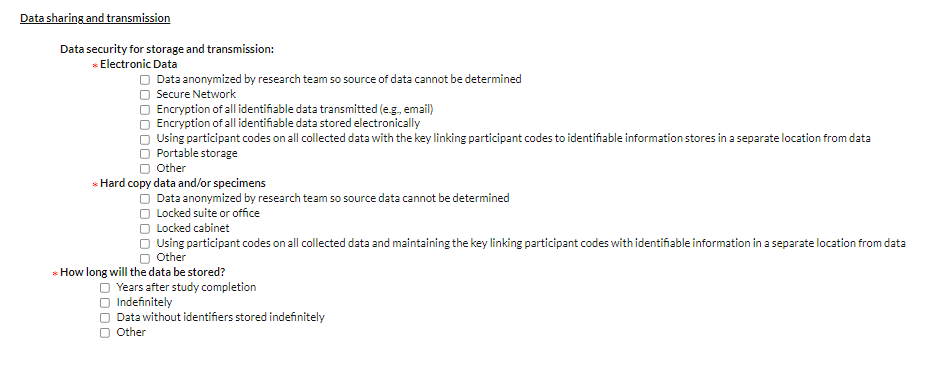 Data sharing and transmission
Data security for storage and transmission:
* Electronic Data
Data anonymized by research team so source of data cannot be determined
Secure Network
Encryption of all identifiable data transmitted (e.g., email)
Encryption of all identifiable data stored electronically
Using participant codes on all collected data with the key linking participant codes to identifiable information stores in a separate location from data
Portable storage
Other
* Hard copy data and/or specimens
Data anonymized by research team so source data cannot be determined
Locked suite or office
Locked cabinet
Using participant codes on all collected data and maintaining the key linking participant codes with identifiable information in a separate location from data
Other
* How long will the data be stored?
Years after study completion
Indefinitely
Data without identifiers stored indefinitely
Other